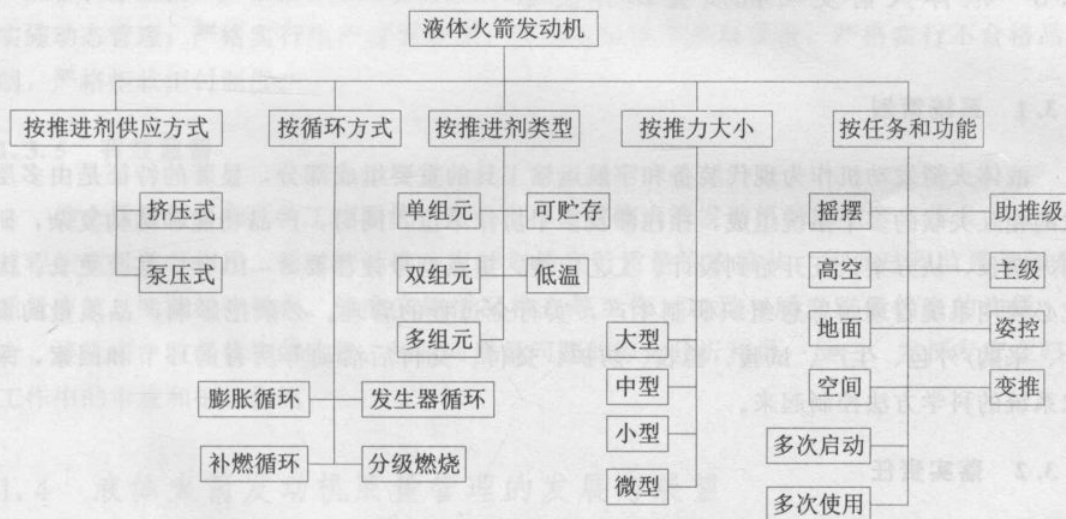 液体火箭发动机
按推进剂供应方式
按循环方式
按推进剂类型
按推力大小
按任务和功能
挤压式
泵压式
膨胀循环
发生器循环
补燃循环
分级燃烧
单组元
可贮存
双组元
低温
多组元
大型
中型
小型
微型
摇摆
助推级
高空
主级
地面
姿控
空间
变推
多次启动
多次使用